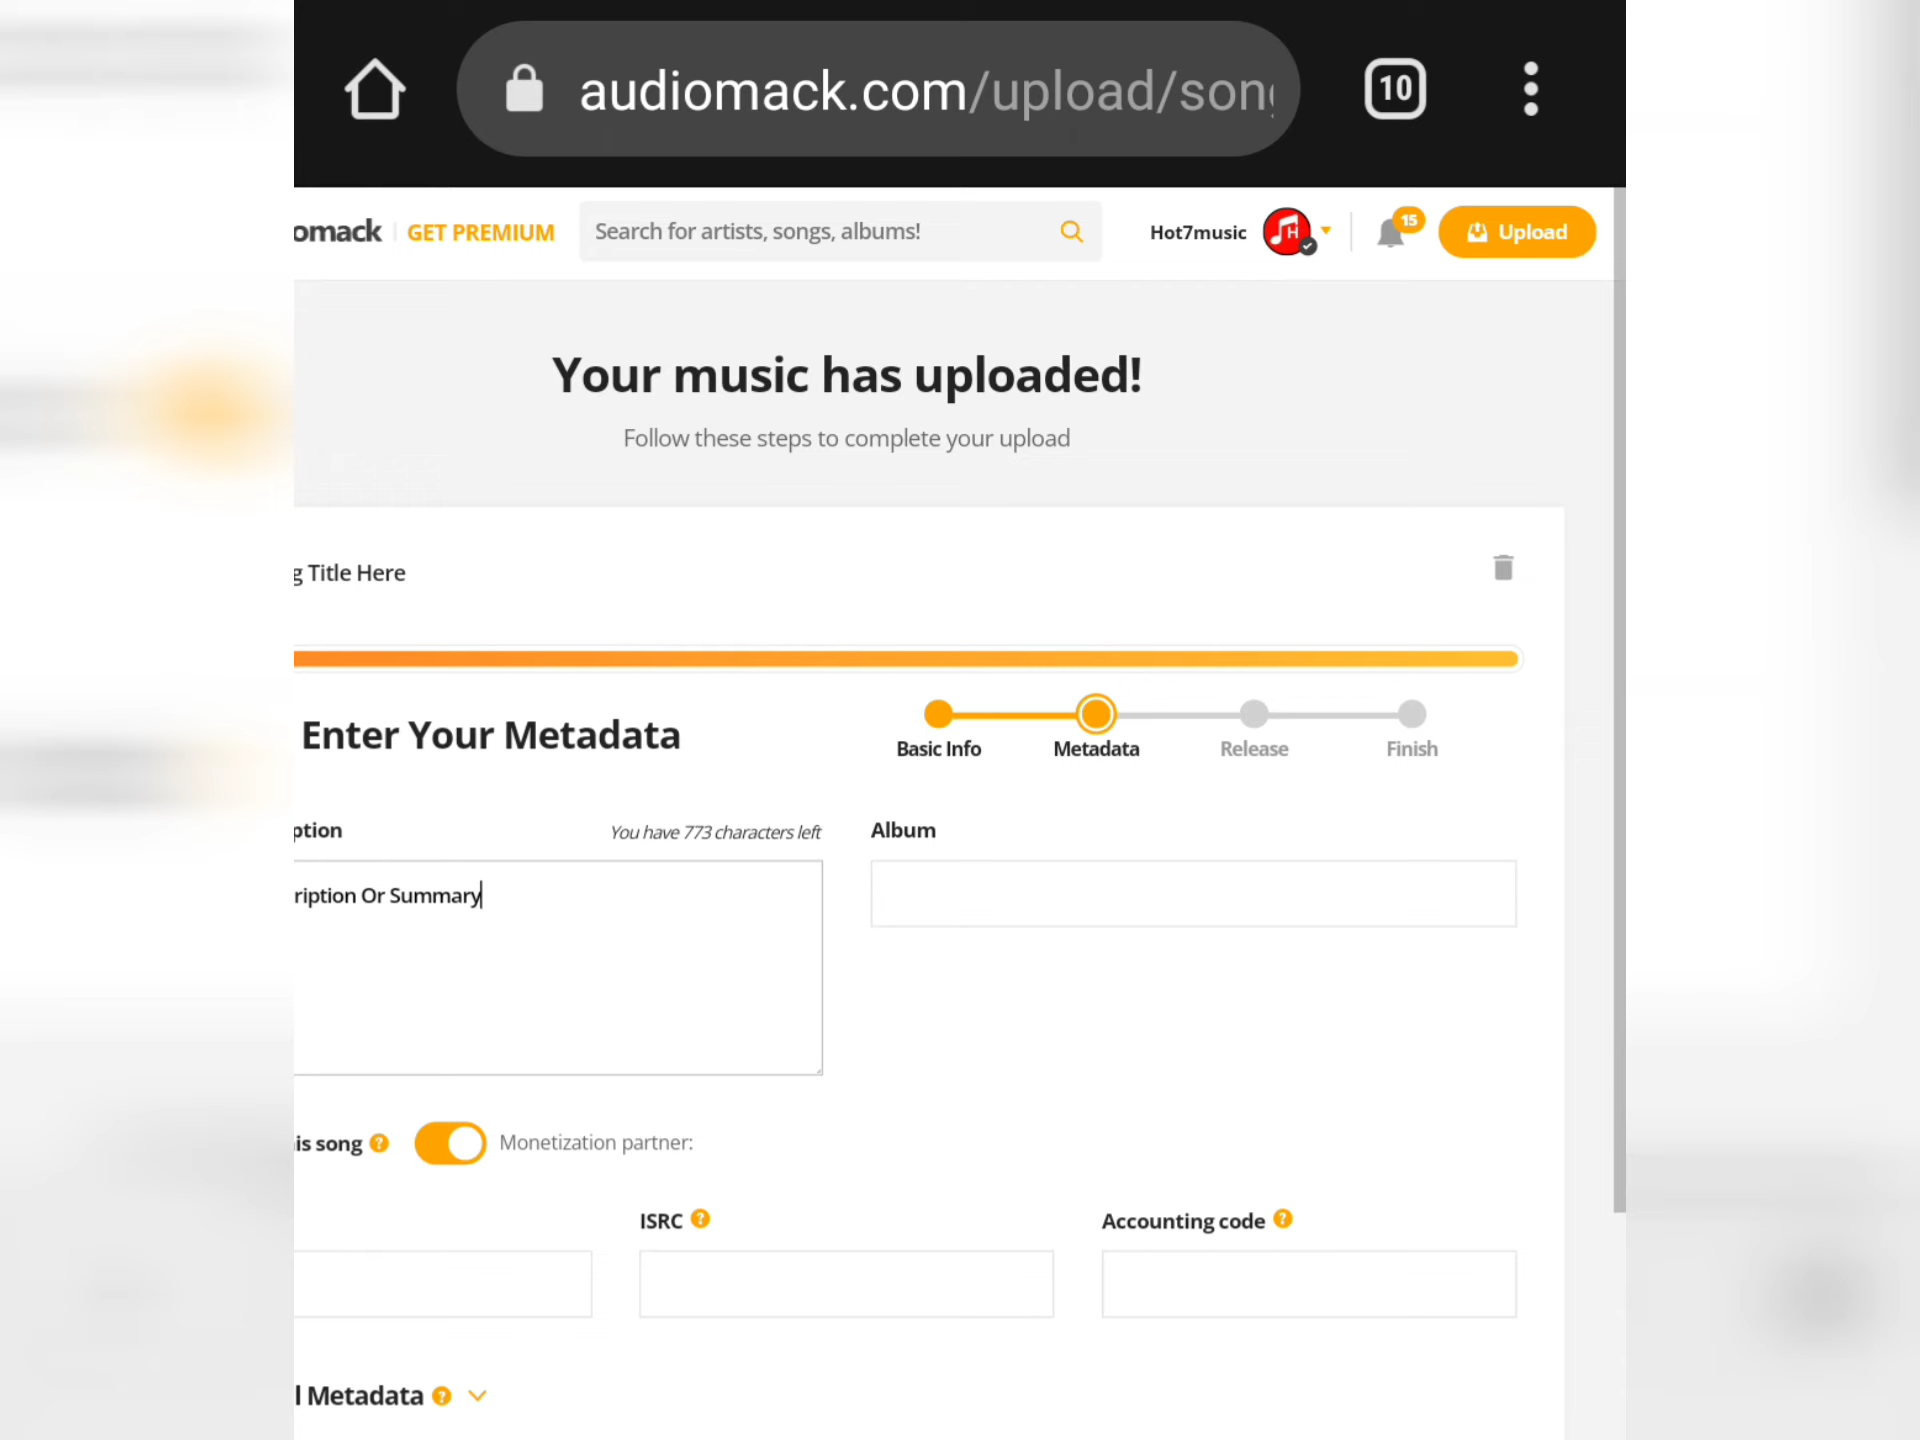 audiomack.com/upload/song
10
omack GET PREMIUM Search for artists, songs, albums! Hot7music H 15 Upload
Your music has uploaded!
Follow these steps to complete your upload
g Title Here
Enter Your Metadata
Basic Info Metadata Release Finish
ption You have 773 characters left Album
ription Or Summary
is song ? Monetization partner:
ISRC ? Accounting code ?
l Metadata ?